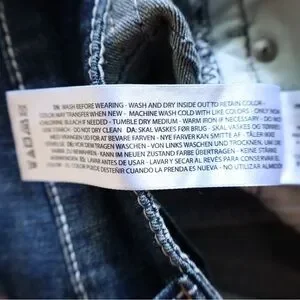 EN: WASH BEFORE WEARING - WASH AND DRY INSIDE OUT TO RETAIN COLOR -
COLOR MAY TRANSFER WHEN NEW - MACHINE WASH COLD WITH LIKE COLORS - ONLY NON
CHLORINE BLEACH IF NEEDED - TUMBLE DRY MEDIUM - WARM IRON IF NECESSARY - DO NOT
USE STARCH - DO NOT DRY CLEAN DA: SKAL VASKES FØR BRUG - SKAL VASKES OG TØRRES
MED VRANGEN UD FOR AT BEVARE FARVEN - NYE FARVER KAN SMITTE AF - TÅLER IKKE
VOR DEM TRAGEN WASCHEN - VON LINKS WASCHEN UND TROCKNEN, UM DIE
KANN IM NEUEN ZUSTAND FARBE ÜBERTRAGEN - KEINE STÄRKE
ES: LAVE ANTES DE USAR - LAVAR Y SECAR AL REVÉS PARA CONSERVAR
EL COLOR PUEDE DESTEÑIR CUANDO LA PRENDA ES NUEVA - NO UTILIZAR ALMIDÓN